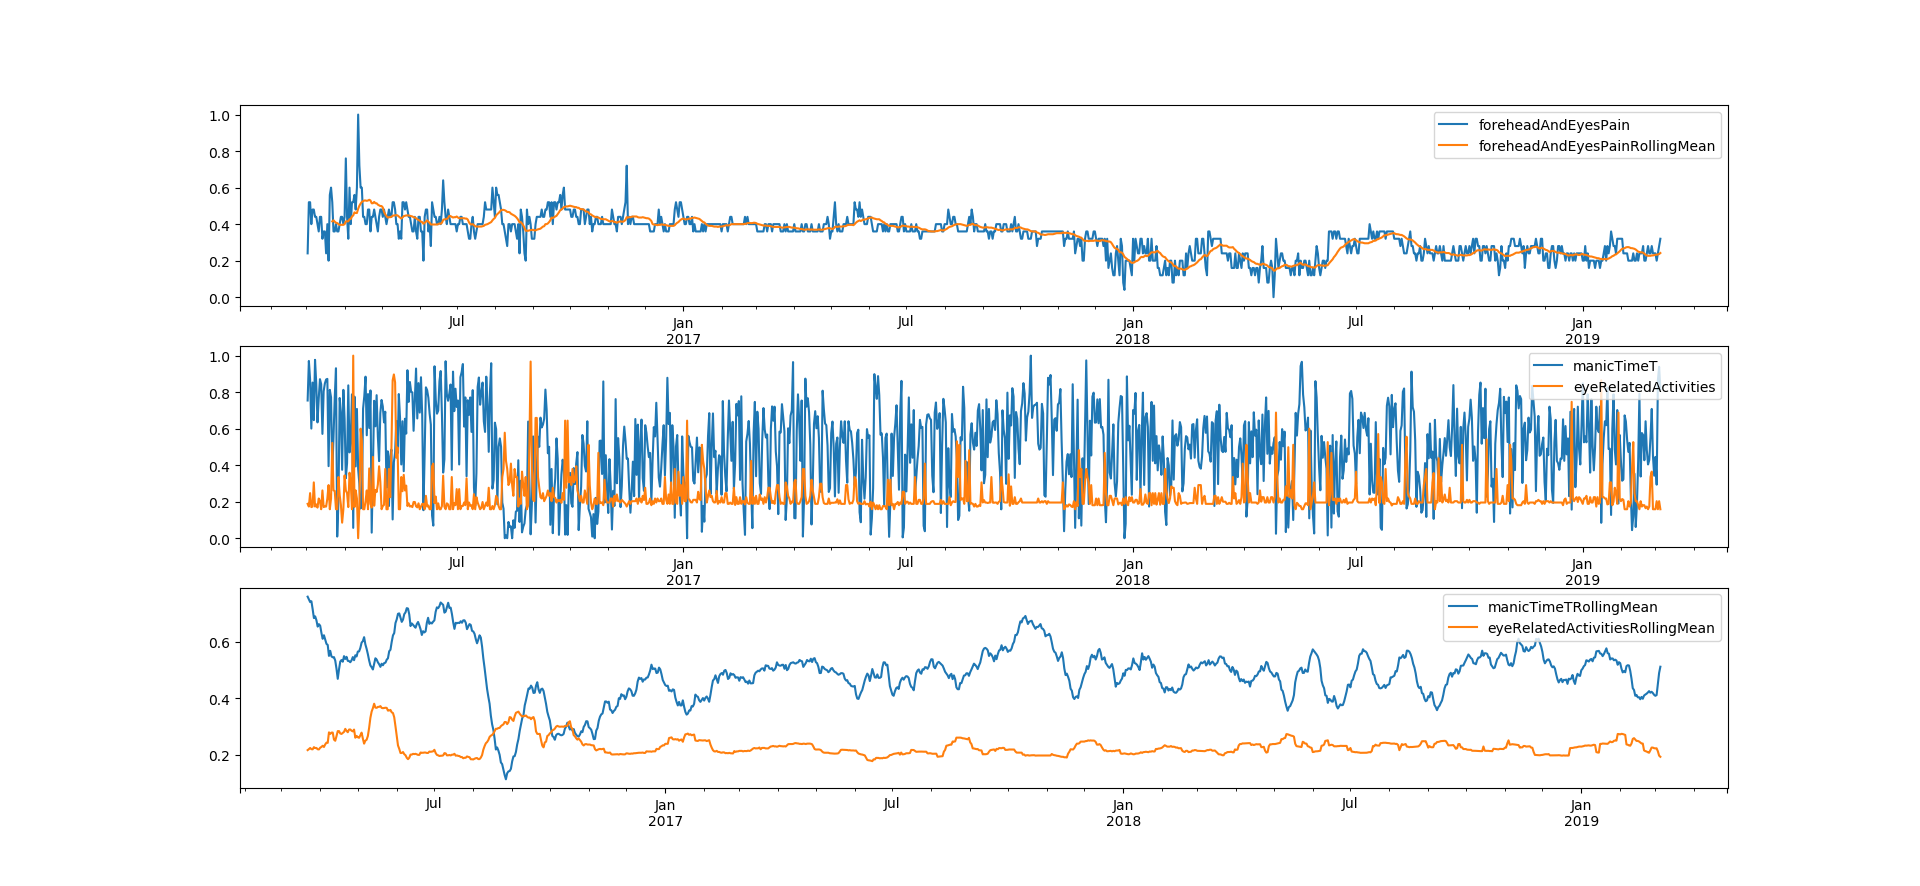 1.0
0.8
0.6
0.4
0.2
0.0
foreheadAndEyesPain
foreheadAndEyesPainRollingMean
Jul
Jan
2017
Jul
Jan
2018
Jul
Jan
2019
1.0
0.8
0.6
0.4
0.2
0.0
manicTimeT
eyeRelatedActivities
Jul
Jan
2017
Jul
Jan
2018
Jul
Jan
2019
0.6
0.4
0.2
manicTimeTRollingMean
eyeRelatedActivitiesRollingMean
Jul
Jan
2017
Jul
Jan
2018
Jul
Jan
2019